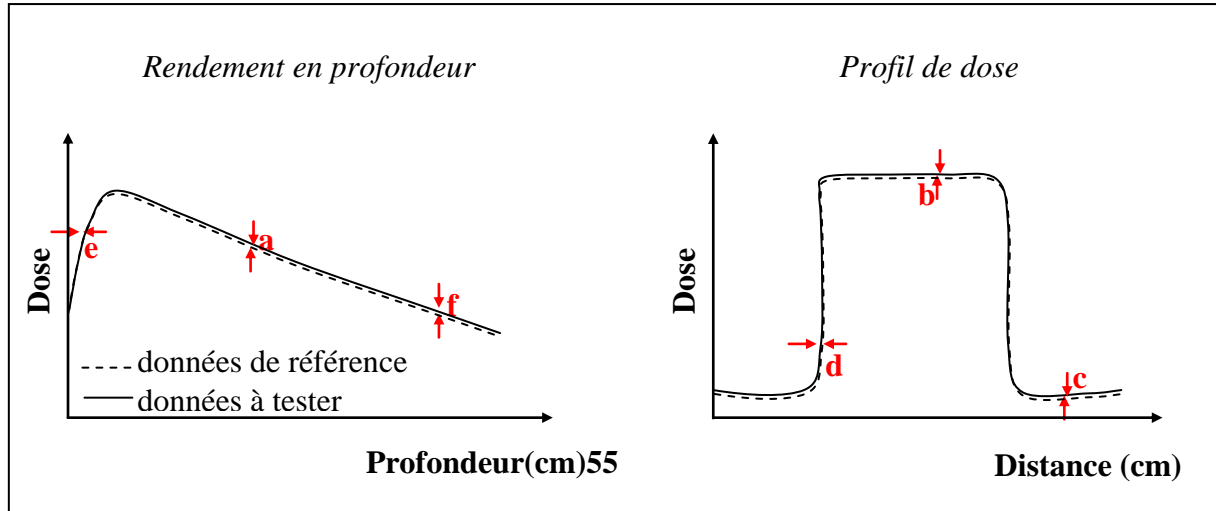 Rendement en profondeur
Dose
e
a
f
données de référence
données à tester
Profondeur(cm)55
Profil de dose
Dose
b
d
c
Distance (cm)